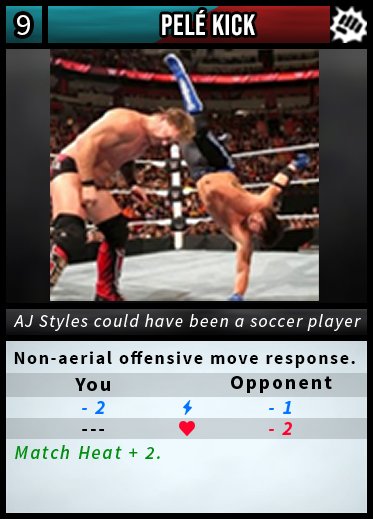 9 PELÉ KICK
AJ Styles could have been a soccer player
Non-aerial offensive move response.
You Opponent
- 2 - 1
--- - 2
Match Heat + 2.